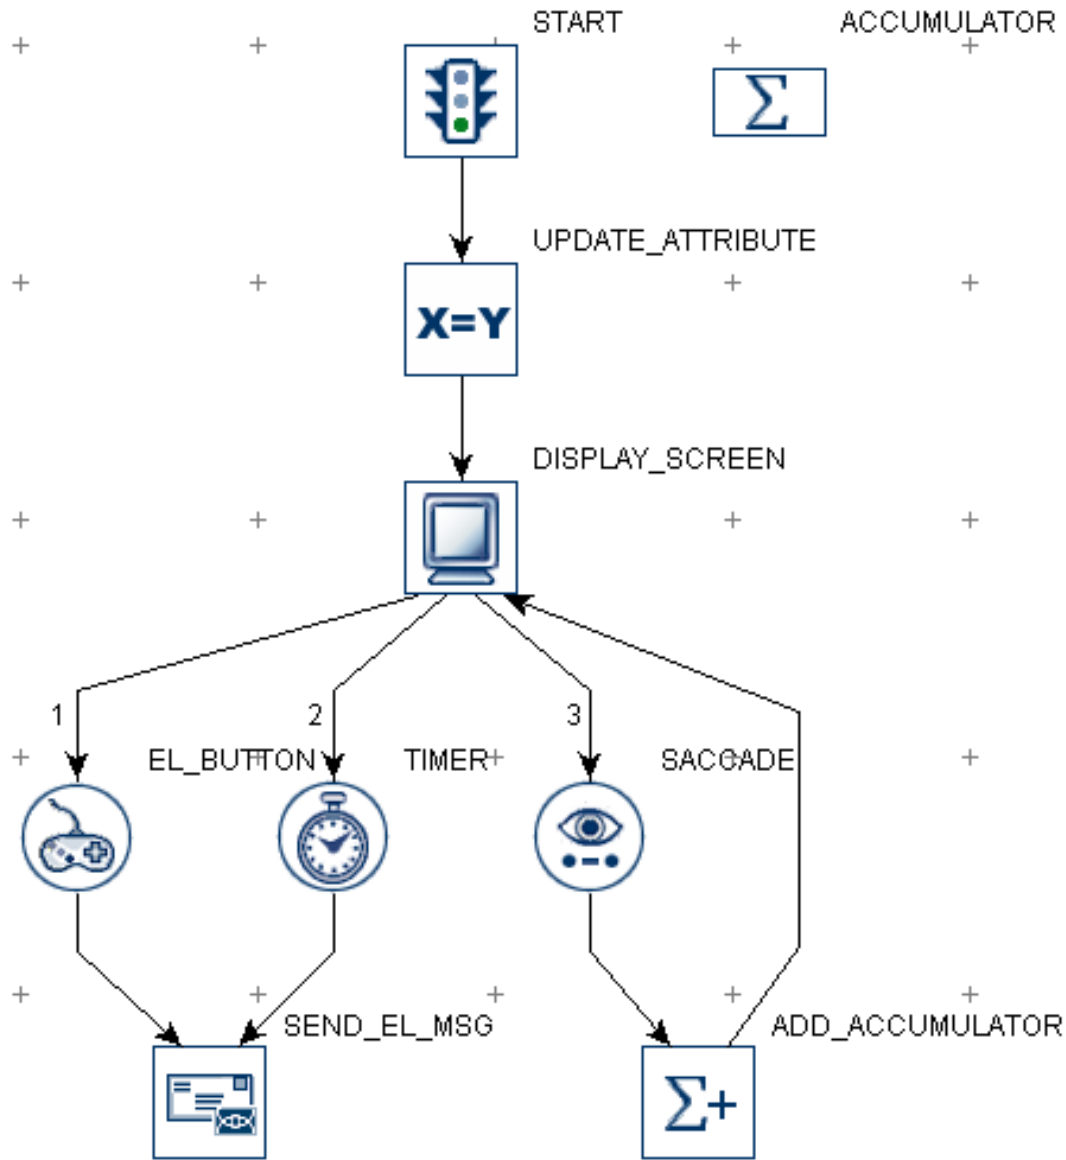 START
ACCUMULATOR
Σ
UPDATE_ATTRIBUTE
X=Y
DISPLAY_SCREEN
1
2
3
EL_BUTTON
TIMER
SACCADE
SEND_EL_MSG
ADD_ACCUMULATOR
Σ+